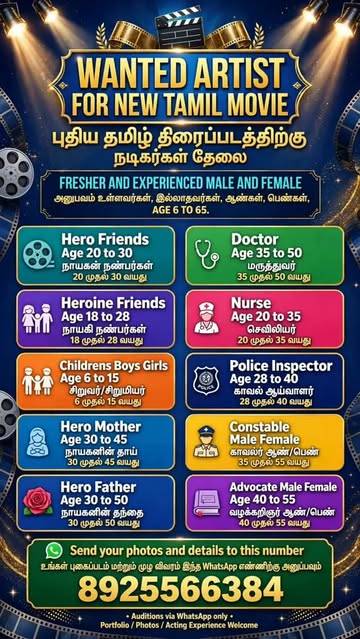 WANTED ARTIST
FOR NEW TAMIL MOVIE
புதிய தமிழ் திரைப்படத்திற்கு
நடிகர்கள் தேவை
FRESHER AND EXPERIENCED MALE AND FEMALE
அனுபவம் உள்ளவர்கள், இல்லாதவர்கள், ஆண்கள், பெண்கள்,
AGE 6 TO 65.
Hero Friends
Age 20 to 30
நாயகன் நண்பர்கள்
20 முதல் 30 வயது
Doctor
Age 35 to 50
மருத்துவர்
35 முதல் 50 வயது
Heroine Friends
Age 18 to 28
நாயகி நண்பர்கள்
18 முதல் 28 வயது
Nurse
Age 20 to 35
செவிலியர்
20 முதல் 35 வயது
Childrens Boys Girls
Age 6 to 15
சிறுவர்/சிறுமியர்
6 முதல் 15 வயது
Police Inspector
Age 28 to 40
காவல் ஆய்வாளர்
28 முதல் 40 வயது
Hero Mother
Age 30 to 45
நாயகனின் தாய்
30 முதல் 45 வயது
Constable
Male Female
காவலர் ஆண்/பெண்
35 முதல் 55 வயது
Hero Father
Age 30 to 50
நாயகனின் தந்தை
30 முதல் 50 வயது
Advocate Male Female
Age 40 to 55
வழக்கறிஞர் ஆண்/பெண்
40 முதல் 55 வயது
Send your photos and details to this number
உங்கள் புகைப்படம் மற்றும் முழு விவரம் இந்த WhatsApp எண்ணிற்கு அனுப்பவும்
8925566384
• Auditions via WhatsApp only •
Portfolio / Photos / Acting Experience Welcome